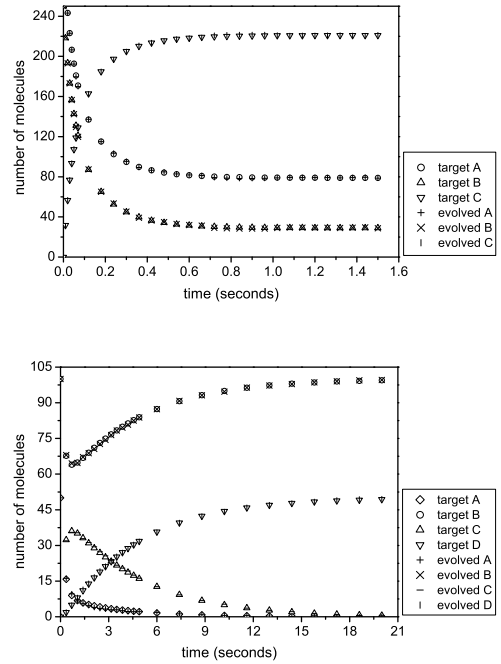 240
200
160
120
80
40
0
number of molecules
0.0 0.2 0.4 0.6 0.8 1.0 1.2 1.4 1.6
time (seconds)
target A
target B
target C
evolved A
evolved B
evolved C
105
90
75
60
45
30
15
0
number of molecules
0 3 6 9 12 15 18 21
time (seconds)
target A
target B
target C
target D
evolved A
evolved B
evolved C
evolved D